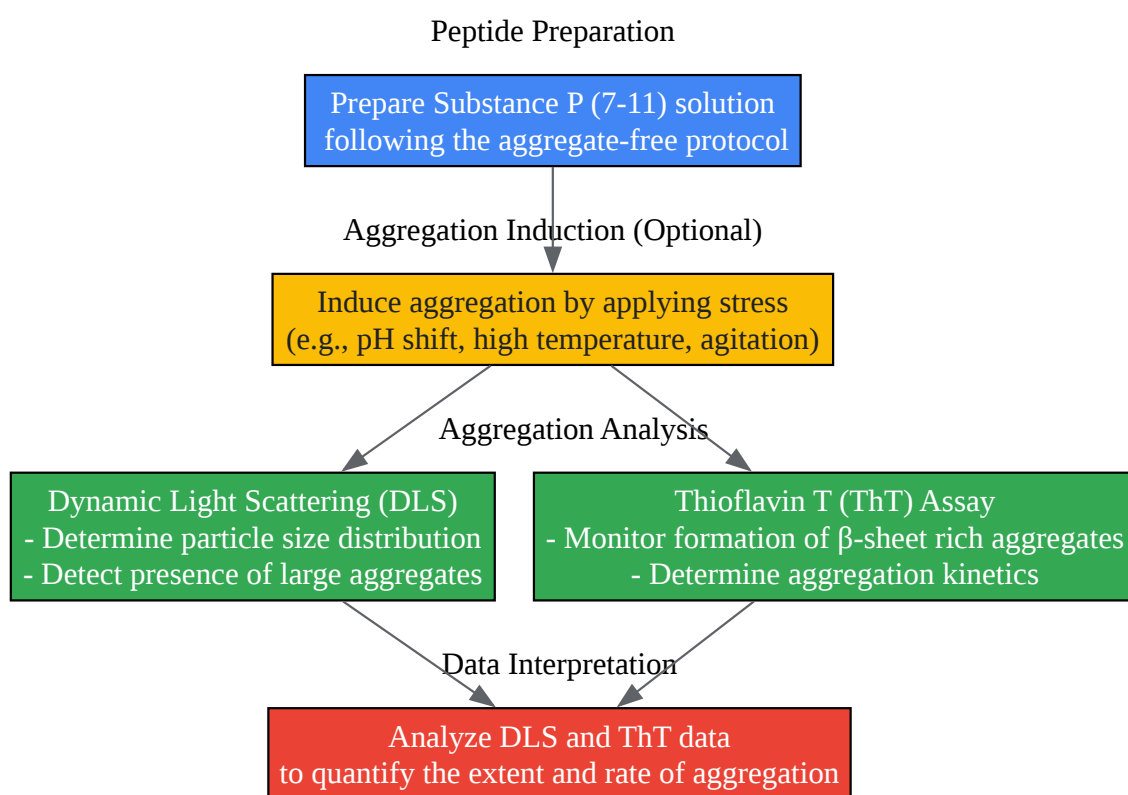 Peptide Preparation
Prepare Substance P (7-11) solution
following the aggregate-free protocol
Aggregation Induction (Optional)
Induce aggregation by applying stress
(e.g., pH shift, high temperature, agitation)
Aggregation Analysis
Dynamic Light Scattering (DLS)
- Determine particle size distribution
- Detect presence of large aggregates
Thioflavin T (ThT) Assay
- Monitor formation of β-sheet rich aggregates
- Determine aggregation kinetics
Data Interpretation
Analyze DLS and ThT data
to quantify the extent and rate of aggregation